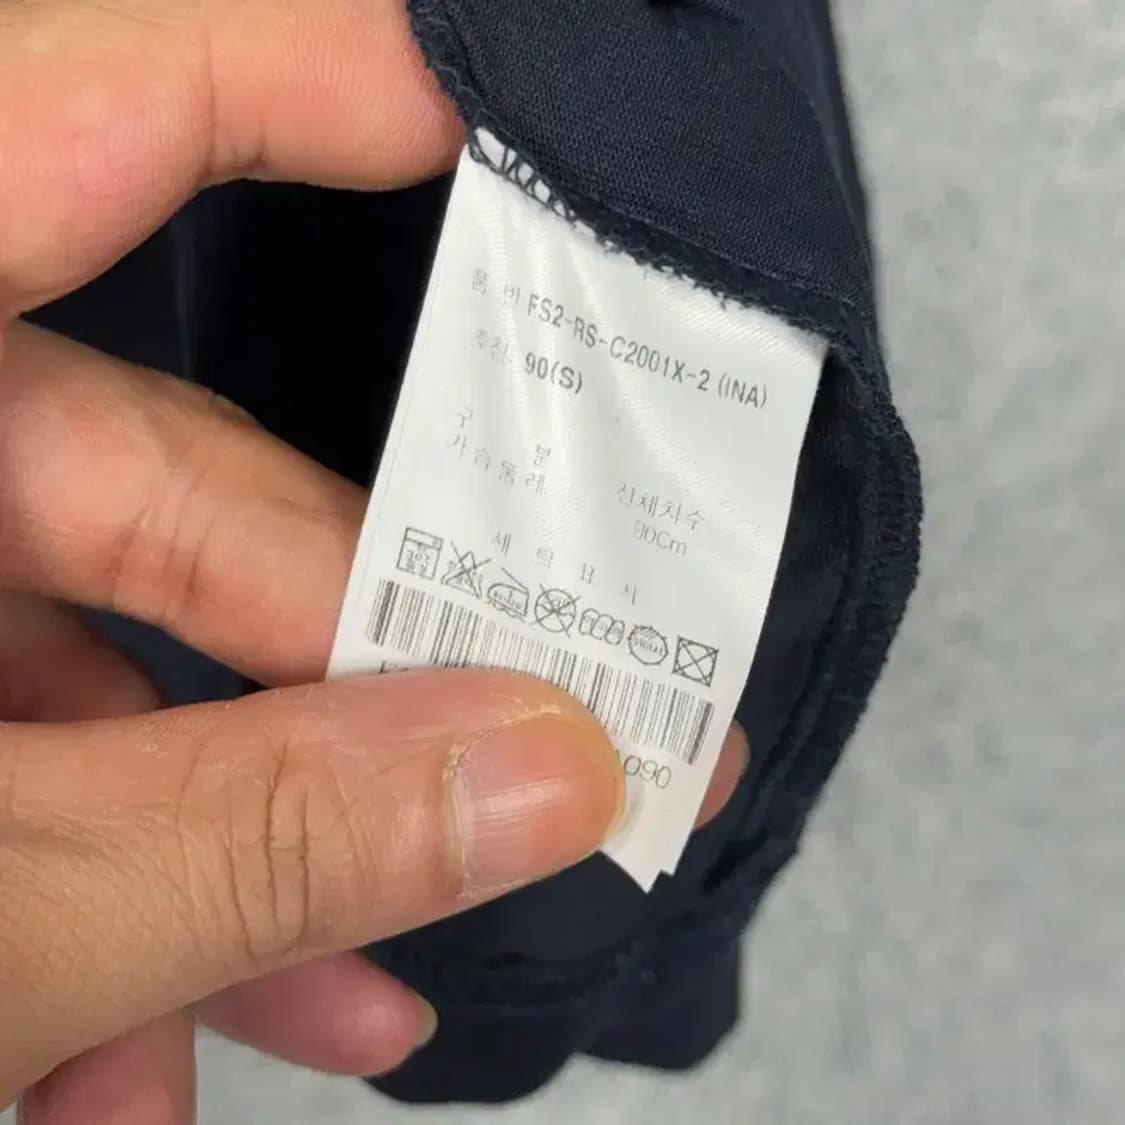 품 번 FS2-RS-C2001X-2 (INA)
호칭: 90(S)
구 분 신체치수
가슴둘레 90Cm
세 탁 표 시
090